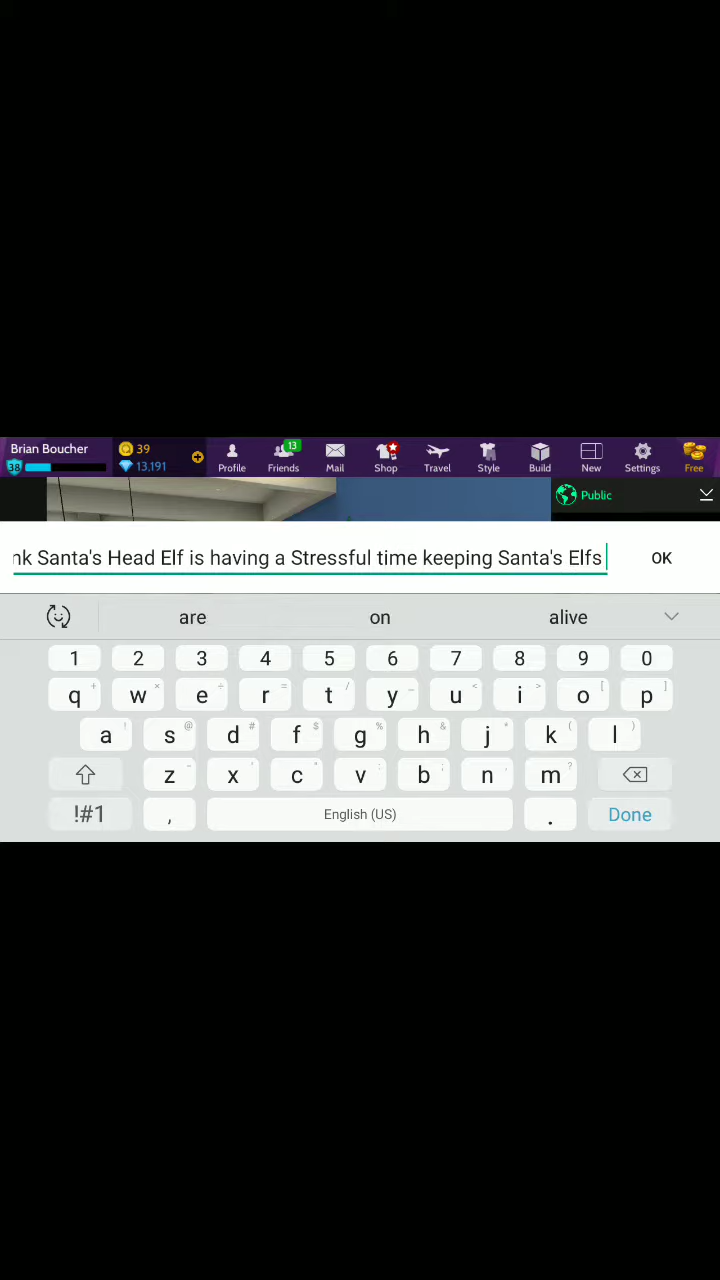 Brian Boucher
38
39
13,191
Profile
13
Friends
Mail
Shop
Travel
Style
Build
New
Settings
Free
Public
Santa's Head Elf is having a Stressful time keeping Santa's Elfs
OK
are on alive
1 2 3 4 5 6 7 8 9 0
q + w × e ÷ r = t / y _ u < i > o [ p ]
a ! s @ d # f $ g % h & j * k ( l )
z - x ' c " v : b ; n , m ?
!#1 , English (US) . Done